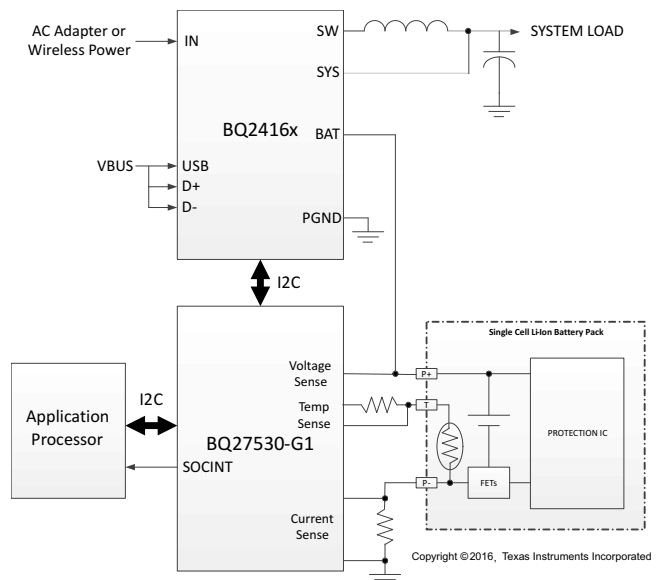 AC Adapter or
Wireless Power
IN
SW
SYSTEM LOAD
SYS
BQ2416x
BAT
VBUS
USB
D+
D-
PGND
I2C
Single Cell Li-Ion Battery Pack
Voltage
Sense
P+
I2C
Temp
Sense
T
Application
Processor
BQ27530-G1
PROTECTION IC
SOCINT
P-
FETs
Current
Sense
Copyright ©2016, Texas Instruments Incorporated